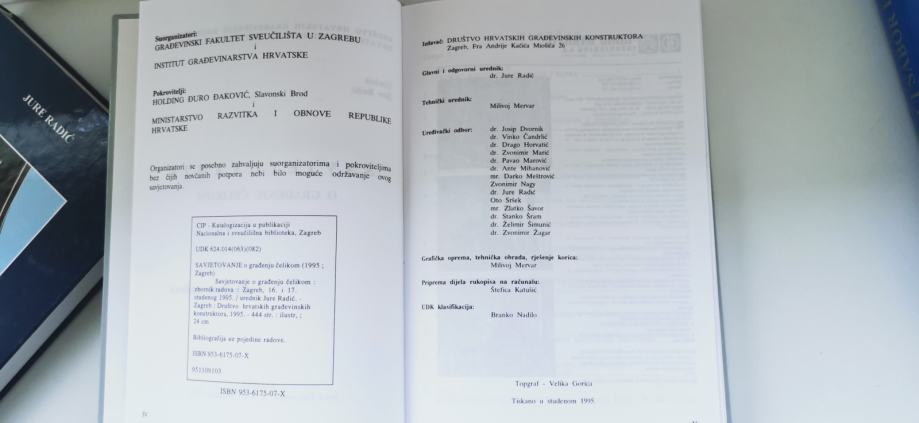 JURE RADIĆ
Suorganizatori:
GRAĐEVINSKI FAKULTET SVEUČILIŠTA U ZAGREBU
i
INSTITUT GRAĐEVINARSTVA HRVATSKE
Pokrovitelji:
HOLDING ĐURO ĐAKOVIĆ, Slavonski Brod
i
MINISTARSTVO RAZVITKA I OBNOVE REPUBLIKE
HRVATSKE
Organizatori se posebno zahvaljuju suorganizatorima i pokroviteljima
bez čijih novčanih potpora nebi bilo moguće održavanje ovog
savjetovanja.
CIP - Katalogizacija u publikaciji
Nacionalna i sveučilišna biblioteka, Zagreb
UDK 624.014(063)(082)
SAVJETOVANJE o građenju čelikom (1995 ;
Zagreb)
Savjetovanje o građenju čelikom :
zbornik radova : Zagreb, 16. i 17.
studenog 1995. / urednik Jure Radić. -
Zagreb : Društvo hrvatskih građevinskih
konstruktora, 1995. - 444 str. : ilustr. ;
24 cm
Bibliografija uz pojedine radove.
ISBN 953-6175-07-X
951109103
ISBN 953-6175-07-X
IV
Izdavač: DRUŠTVO HRVATSKIH GRAĐEVINSKIH KONSTRUKTORA
Zagreb, Fra Andrije Kačića Miošića 26
Glavni i odgovorni urednik:
dr. Jure Radić
Tehnički urednik:
Milivoj Mervar
Uređivački odbor:
dr. Josip Dvornik
dr. Vinko Čandrlić
dr. Drago Horvatić
dr. Zvonimir Marić
dr. Pavao Marović
dr. Ante Mihanović
mr. Darko Meštrović
Zvonimir Nagy
dr. Jure Radić
Oto Sršek
mr. Zlatko Šavor
dr. Stanko Šram
dr. Želimir Šimunić
dr. Zvonimir Žagar
Grafička oprema, tehnička obrada, rješenje korica:
Milivoj Mervar
Priprema dijela rukopisa na računalu:
Štefica Katušić
UDK klasifikacija:
Branko Nadilo
Topgraf - Velika Gorica
Tiskano u studenom 1995.